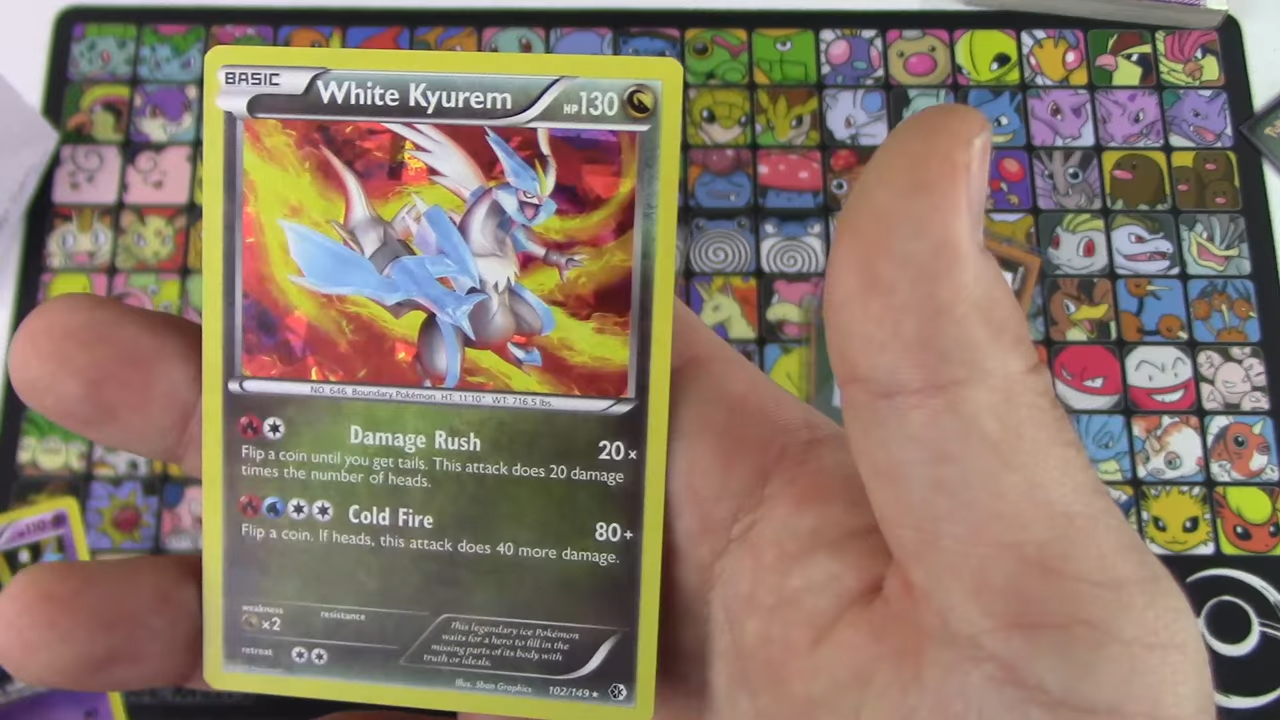 BASIC White Kyurem HP130
NO. 646 Boundary Pokémon HT: 11'10" WT: 716.5 lbs.
Damage Rush 20×
Flip a coin until you get tails. This attack does 20 damage
times the number of heads.
Cold Fire 80+
Flip a coin. If heads, this attack does 40 more damage.
weakness resistance
×2
retreat
This legendary ice Pokémon
waits for a hero to fill in the
missing parts of its body with
truth or ideals.
Illus. 5ban Graphics 102/149 ★